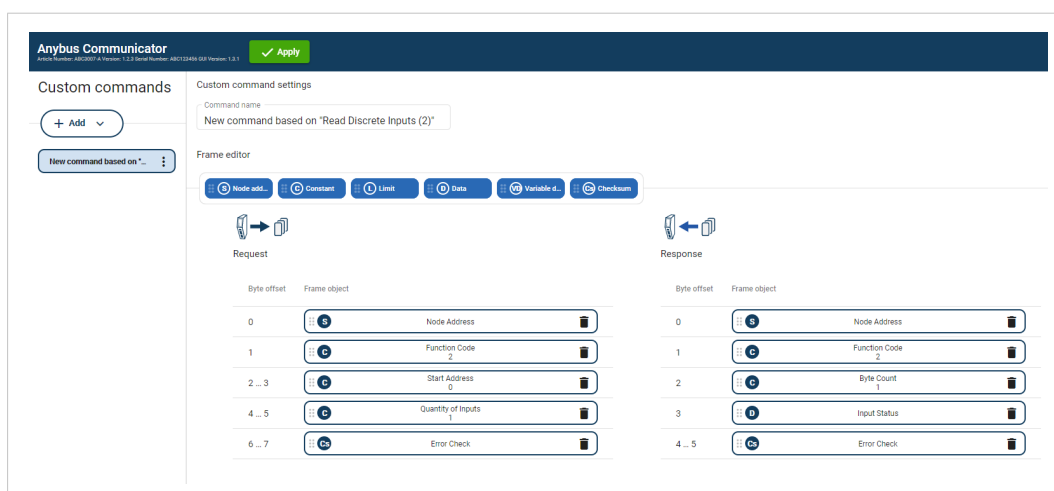 Anybus Communicator
Article Number: ABC3007-A Version: 1.2.3 Serial Number: ABC123456 GUI Version: 1.3.1
Apply
Custom commands
Add
New command based on "...
Custom command settings
Command name
New command based on "Read Discrete Inputs (2)"
Frame editor
S Node add... C Constant L Limit D Data VD Variable d... Cs Checksum
Request
Byte offset Frame object
0 S Node Address
1 C Function Code
2
2 ... 3 C Start Address
0
4 ... 5 C Quantity of Inputs
1
6 ... 7 Cs Error Check
Response
Byte offset Frame object
0 S Node Address
1 C Function Code
2
2 C Byte Count
1
3 D Input Status
4 ... 5 Cs Error Check